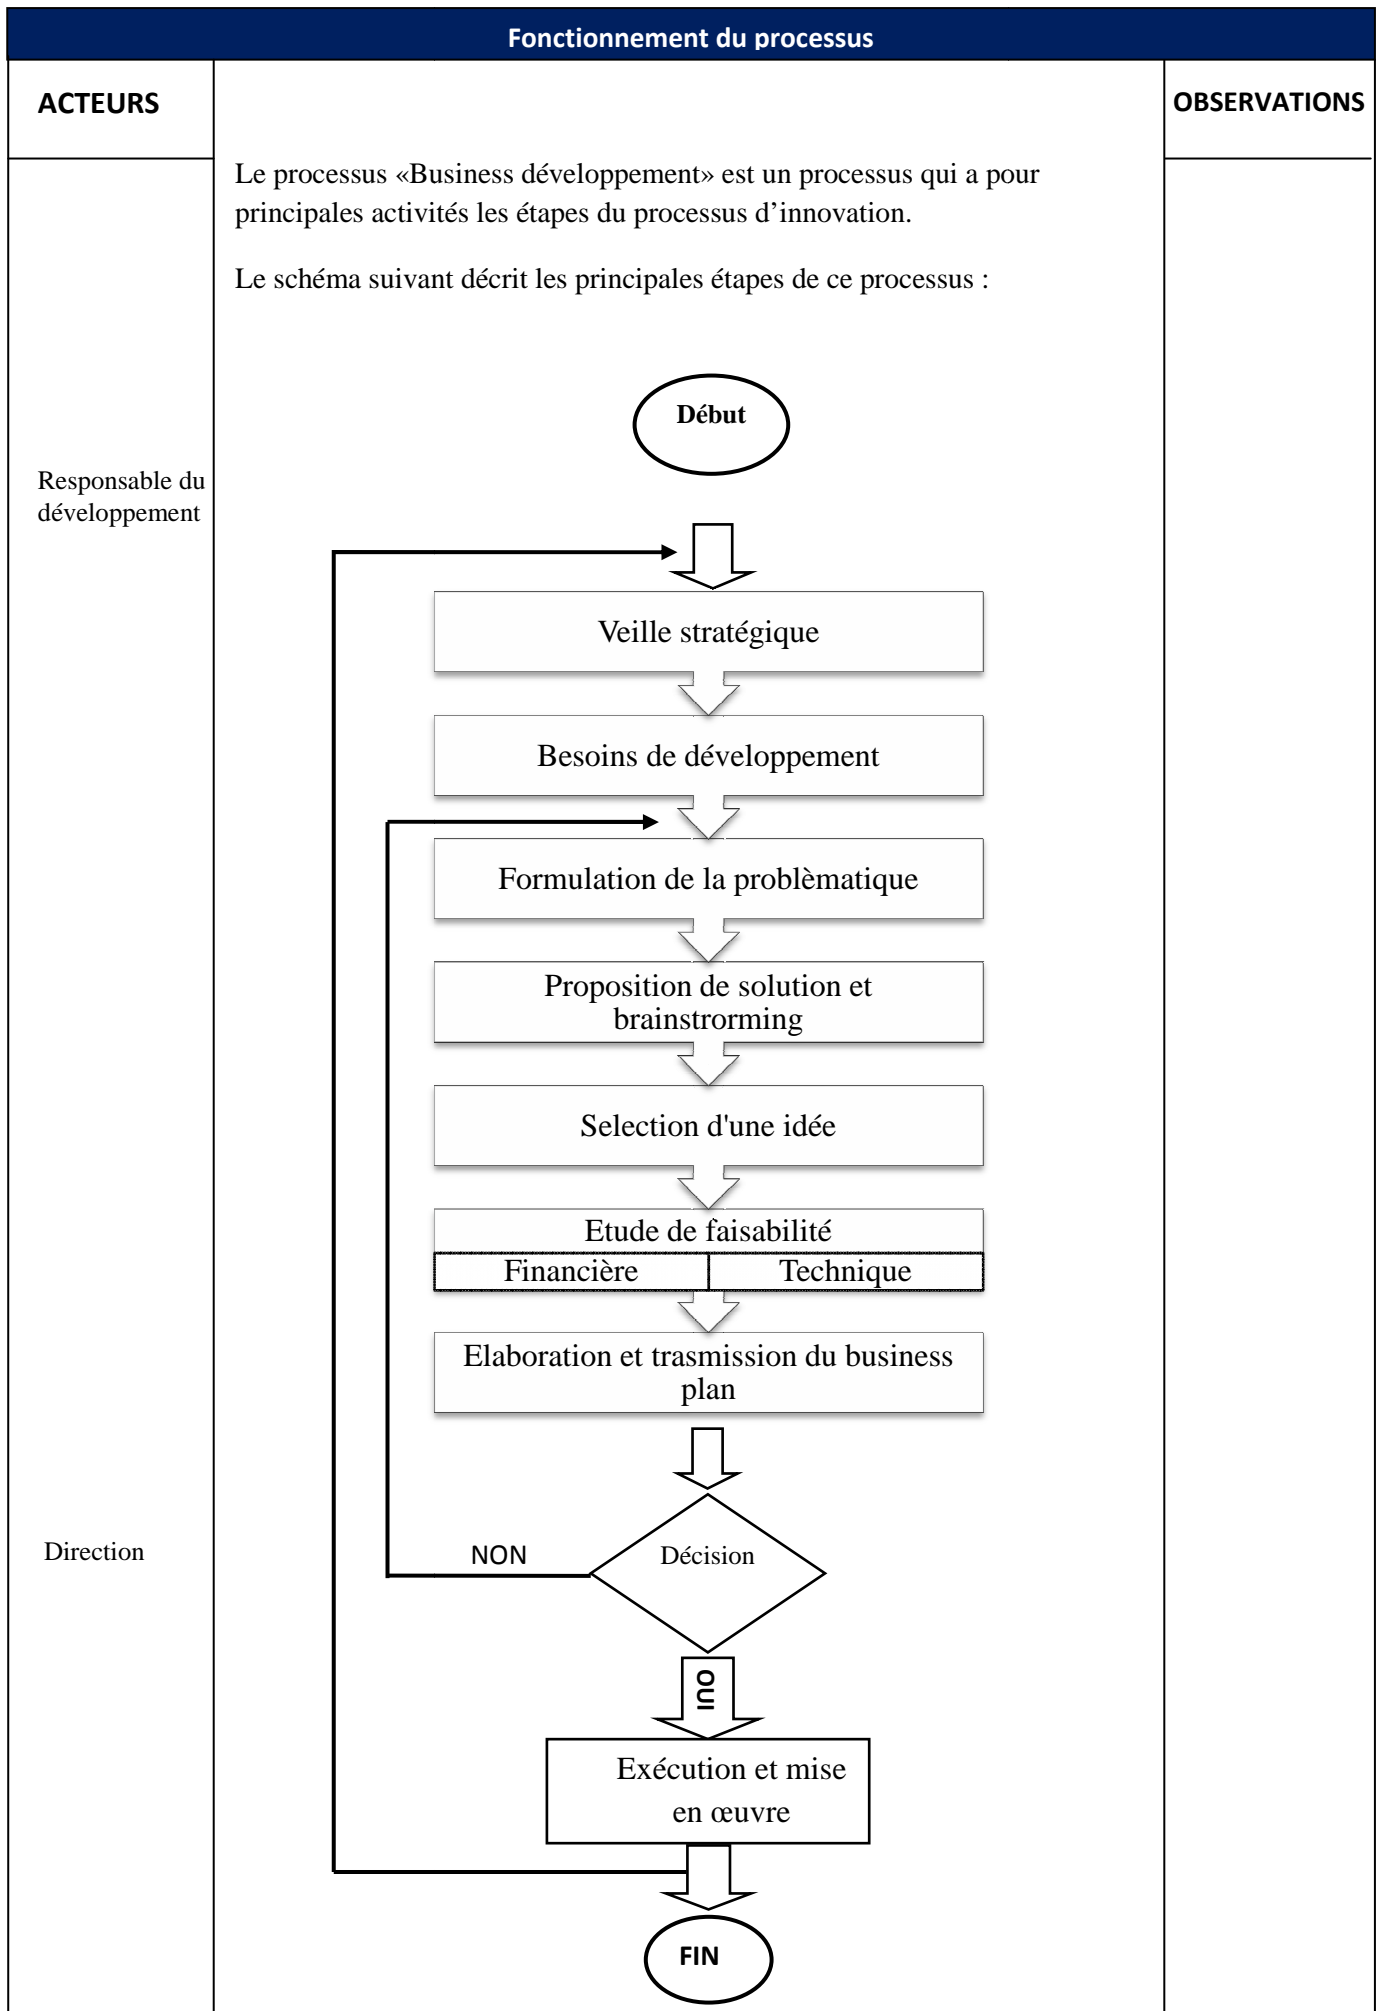 Fonctionnement du processus
ACTEURS
OBSERVATIONS
Le processus «Business développement» est un processus qui a pour
principales activités les étapes du processus d’innovation.
Le schéma suivant décrit les principales étapes de ce processus :
Début
Responsable du
développement
Veille stratégique
Besoins de développement
Formulation de la problèmatique
Proposition de solution et
brainstrorming
Selection d'une idée
Etude de faisabilité
Financière
Technique
Elaboration et trasmission du business
plan
Direction
NON
Décision
OUI
Exécution et mise
en œuvre
FIN